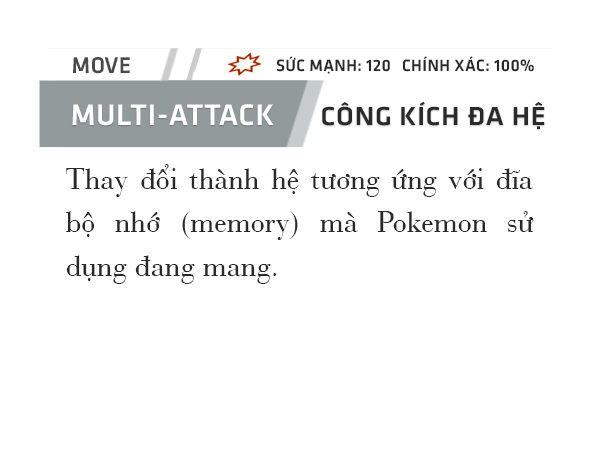 MOVE SỨC MẠNH: 120 CHÍNH XÁC: 100%
MULTI-ATTACK CÔNG KÍCH ĐA HỆ
Thay đổi thành hệ tương ứng với đĩa
bộ nhớ (memory) mà Pokemon sử
dụng đang mang.